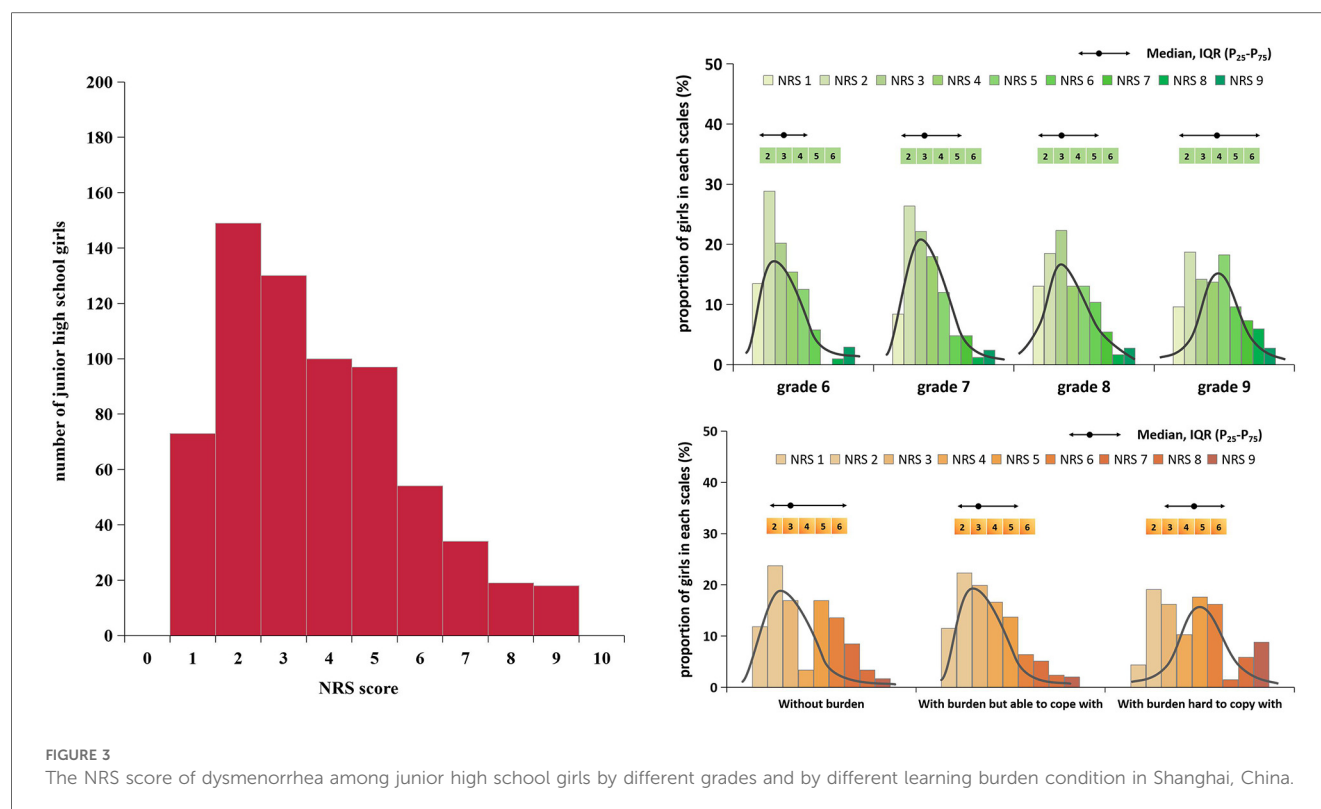 number of junior high school girls
200
180
160
140
120
100
80
60
40
20
0
0 1 2 3 4 5 6 7 8 9 10
NRS score
proportion of girls in each scales (%)
50
40
30
20
10
0
Median, IQR (P25-P75)
NRS 1 NRS 2 NRS 3 NRS 4 NRS 5 NRS 6 NRS 7 NRS 8 NRS 9
2 3 4 5 6 2 3 4 5 6 2 3 4 5 6 2 3 4 5 6
grade 6 grade 7 grade 8 grade 9
proportion of girls in each scales (%)
50
40
30
20
10
0
Median, IQR (P25-P75)
NRS 1 NRS 2 NRS 3 NRS 4 NRS 5 NRS 6 NRS 7 NRS 8 NRS 9
2 3 4 5 6 2 3 4 5 6 2 3 4 5 6
Without burden With burden but able to cope with With burden hard to copy with
FIGURE 3
The NRS score of dysmenorrhea among junior high school girls by different grades and by different learning burden condition in Shanghai, China.